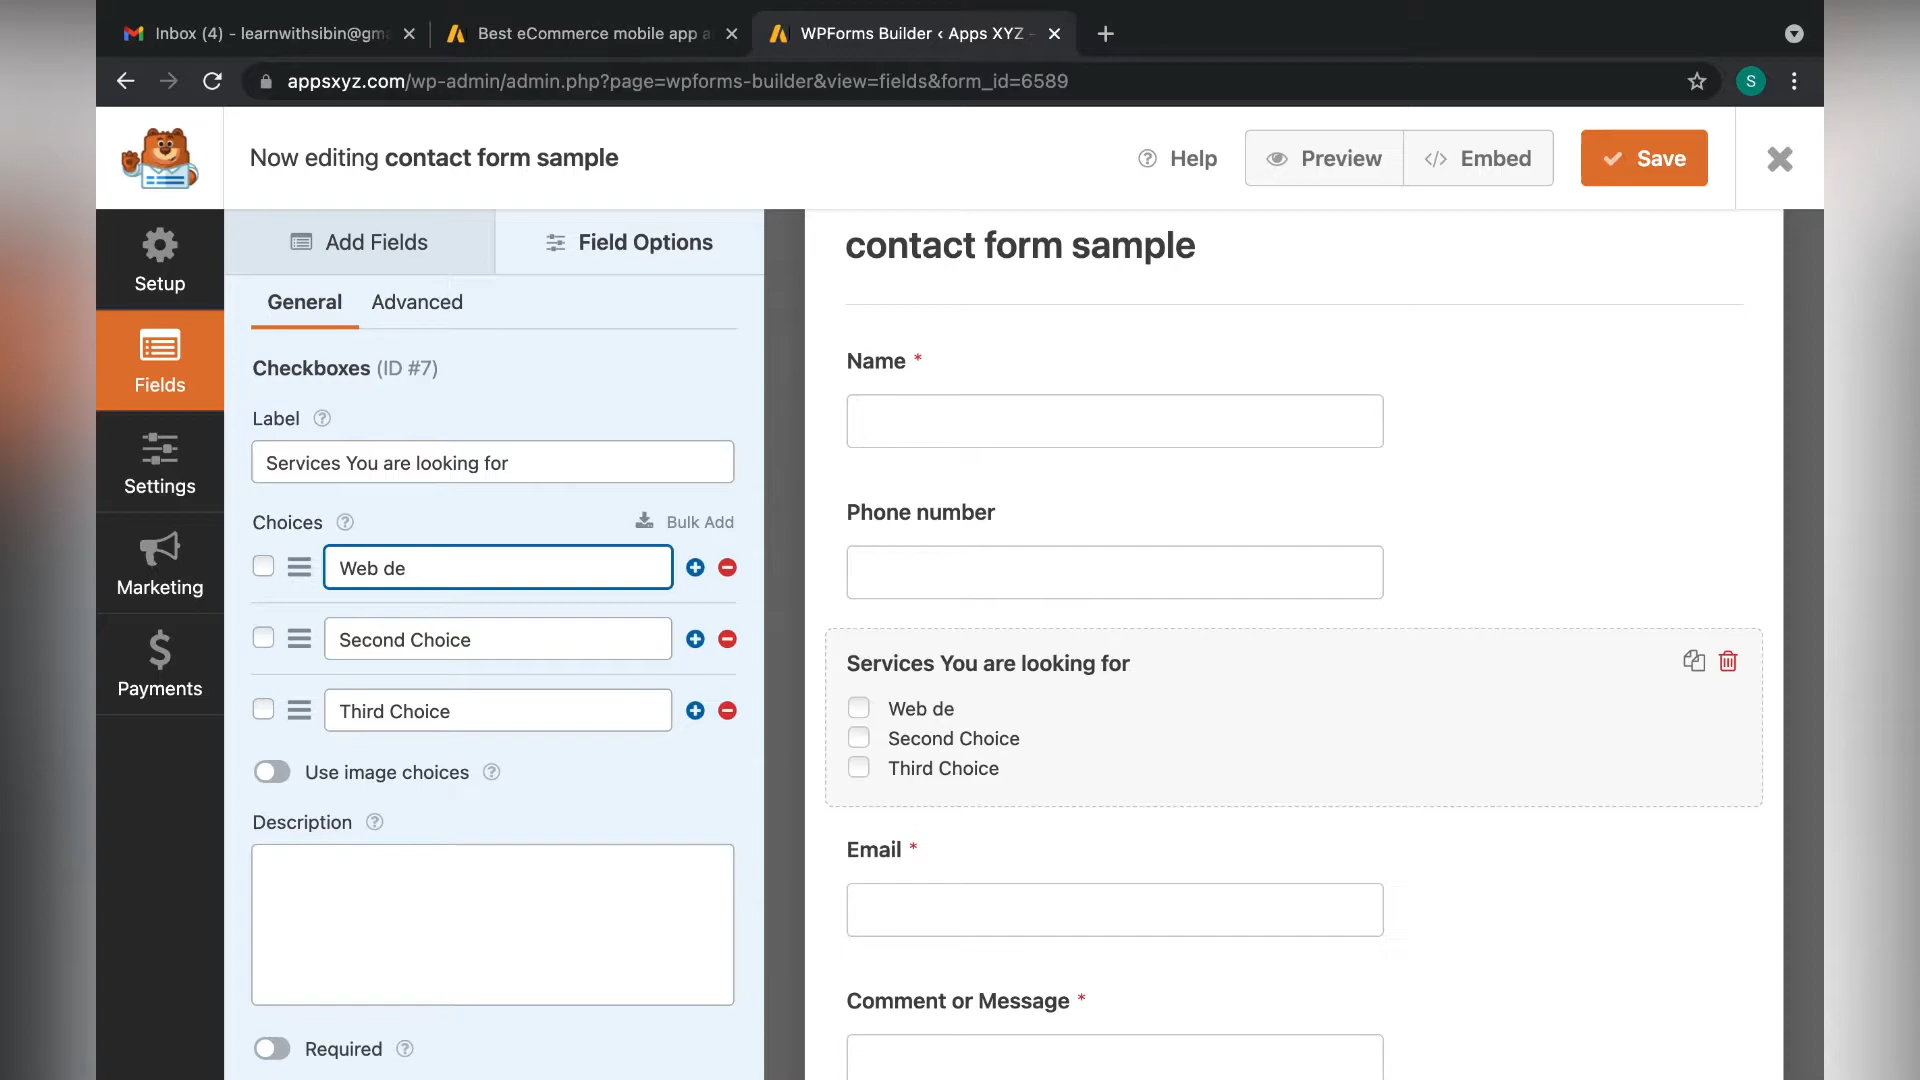 Inbox (4) - learnwithsibin@gma
Best eCommerce mobile app a
WPForms Builder ‹ Apps XYZ -
appsxyz.com/wp-admin/admin.php?page=wpforms-builder&view=fields&form_id=6589
S
Now editing contact form sample
Help
Preview
Embed
Save
Setup
Fields
Settings
Marketing
Payments
Add Fields
Field Options
General
Advanced
Checkboxes (ID #7)
Label
Services You are looking for
Choices
Bulk Add
Web de
Second Choice
Third Choice
Use image choices
Description
Required
contact form sample
Name *
Phone number
Services You are looking for
Web de
Second Choice
Third Choice
Email *
Comment or Message *